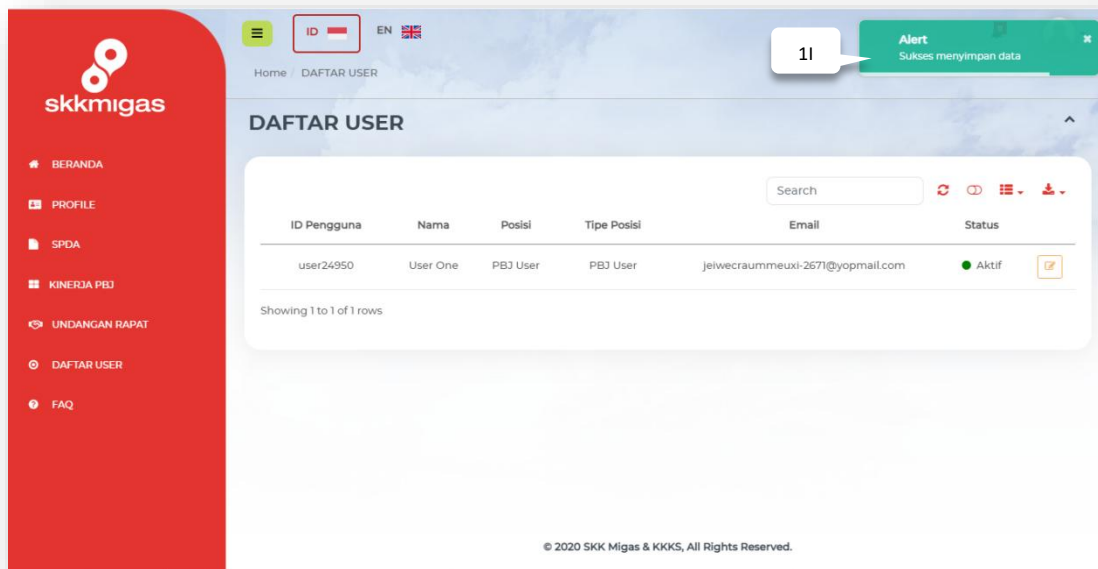 skkmigas
BERANDA
PROFILE
SPDA
KINERJA PBJ
UNDANGAN RAPAT
DAFTAR USER
FAQ
ID EN
Home / DAFTAR USER
1I
Alert
Sukses menyimpan data
DAFTAR USER
Search
ID Pengguna Nama Posisi Tipe Posisi Email Status
user24950 User One PBJ User PBJ User jeiwecraummeuxi-2671@yopmail.com Aktif
Showing 1 to 1 of 1 rows
© 2020 SKK Migas & KKKS, All Rights Reserved.